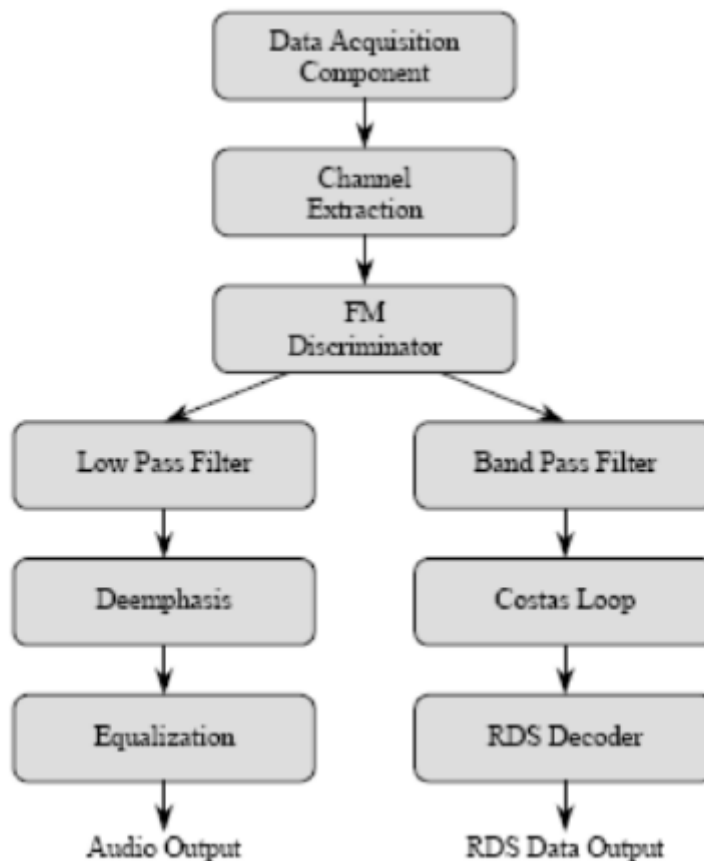 Data Acquisition
Component
Channel
Extraction
FM
Discriminator
Low Pass Filter
Band Pass Filter
Deemphasis
Costas Loop
Equalization
RDS Decoder
Audio Output
RDS Data Output